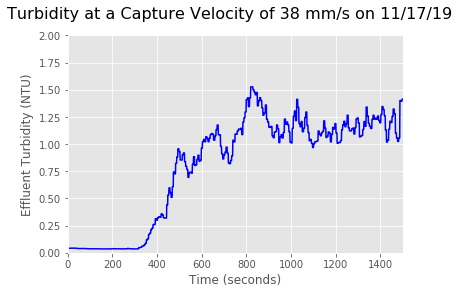 Turbidity at a Capture Velocity of 38 mm/s on 11/17/19
Effluent Turbidity (NTU)
2.00
1.75
1.50
1.25
1.00
0.75
0.50
0.25
0.00
0 200 400 600 800 1000 1200 1400
Time (seconds)